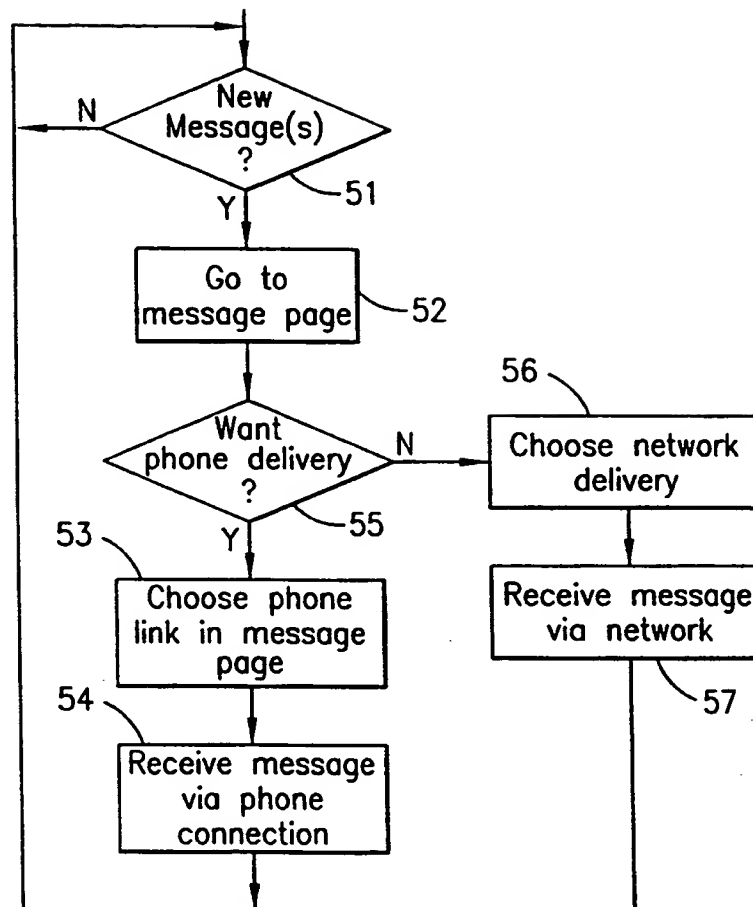 N
New
Message(s)
?
51
Y
Go to
message page
52
Want
phone delivery
?
N
55
Y
56
Choose network
delivery
53
Choose phone
link in message
page
Receive message
via network
57
54
Receive message
via phone
connection